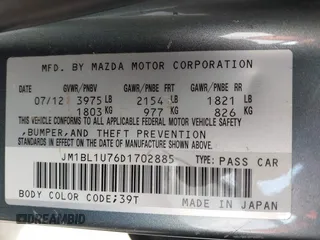 MFD. BY MAZDA MOTOR CORPORATION
DATE GVWR/PNBV GAWR/PNBE FRT GAWR/PNBE RR
07/12 3975 LB 2154 LB 1821 LB
1803 KG 977 KG 826 KG
THIS VEHICLE CONFORMS TO ALL APPLICABLE
FEDERAL MOTOR VEHICLE SAFETY,
BUMPER, AND THEFT PREVENTION
STANDARDS IN EFFECT ON THE DATE OF MANUFACTURE SHOWN ABOVE.
JM1BL1U76D1702885 TYPE: PASS CAR
BODY COLOR CODE;39T MADE IN JAPAN
DREAMBID